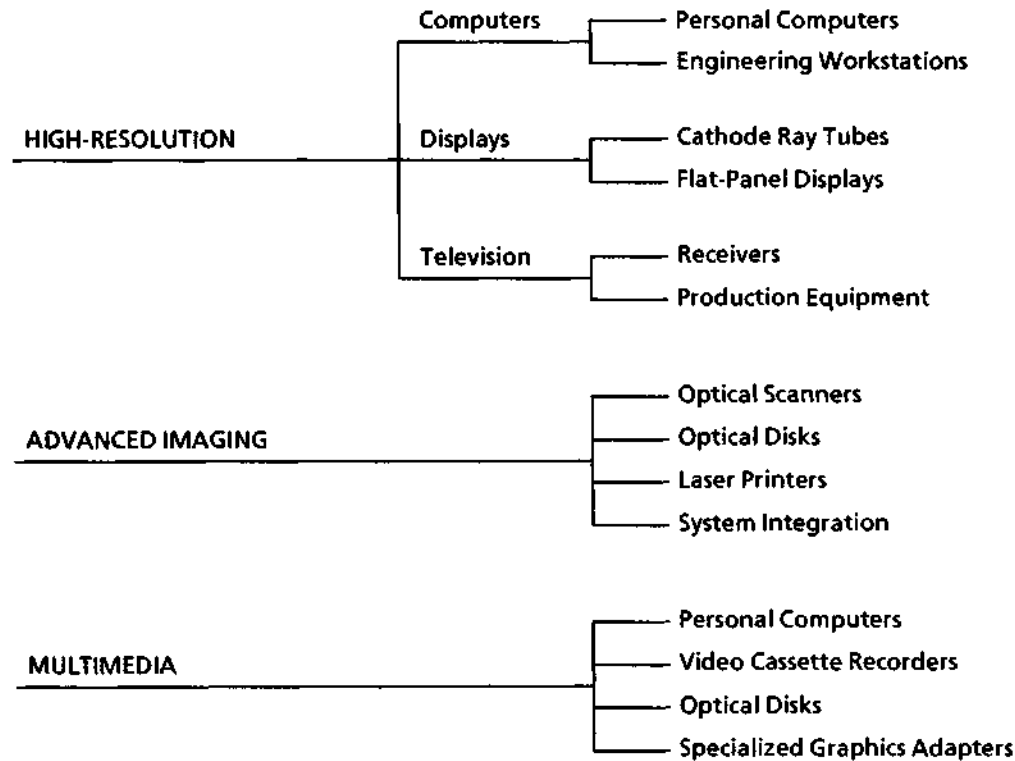 Computers
Personal Computers
Engineering Workstations
HIGH-RESOLUTION
Displays
Cathode Ray Tubes
Flat-Panel Displays
Television
Receivers
Production Equipment
ADVANCED IMAGING
Optical Scanners
Optical Disks
Laser Printers
System Integration
MULTIMEDIA
Personal Computers
Video Cassette Recorders
Optical Disks
Specialized Graphics Adapters